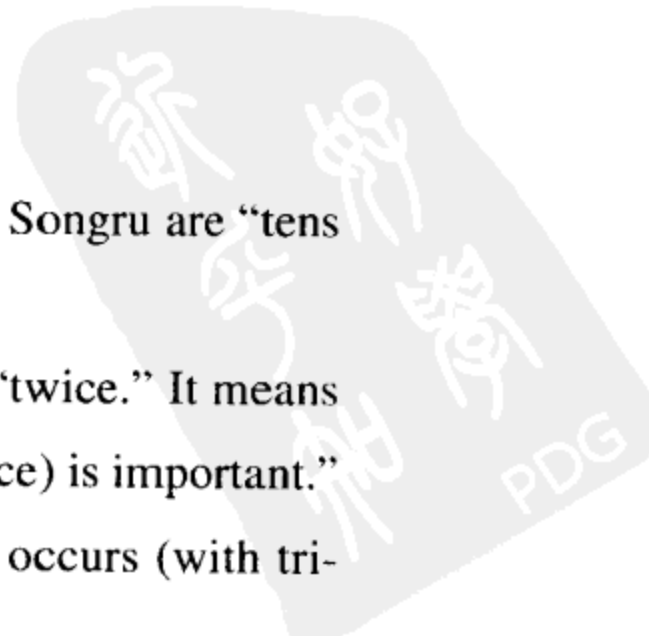 Songru are “tens
‘twice.” It means
ce) is important.”
occurs (with tri-
PDG